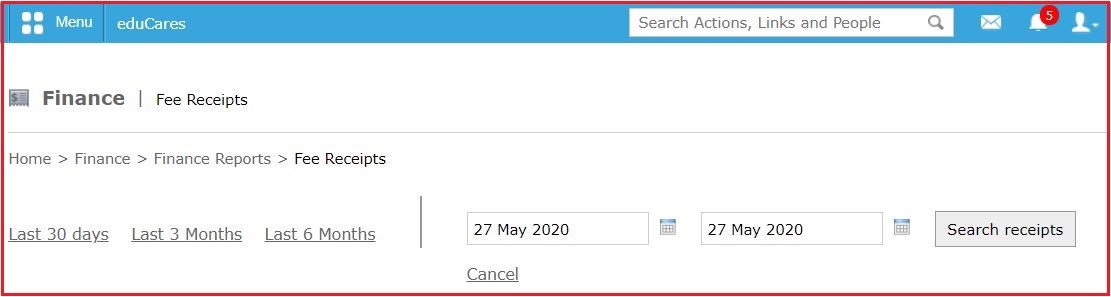 Menu eduCares Search Actions, Links and People 5
Finance | Fee Receipts
Home > Finance > Finance Reports > Fee Receipts
Last 30 days Last 3 Months Last 6 Months 27 May 2020 27 May 2020 Search receipts
Cancel